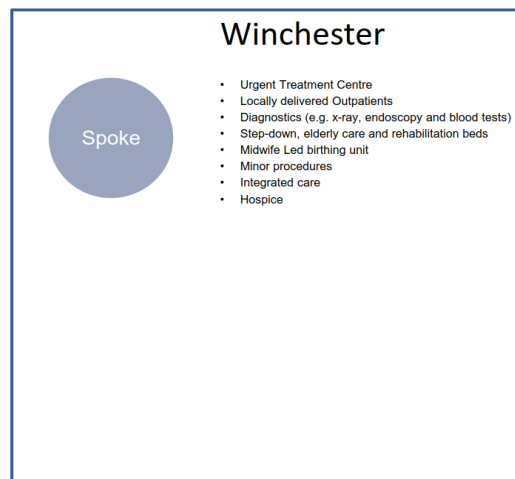 Winchester
Spoke
• Urgent Treatment Centre
• Locally delivered Outpatients
• Diagnostics (e.g. x-ray, endoscopy and blood tests)
• Step-down, elderly care and rehabilitation beds
• Midwife Led birthing unit
• Minor procedures
• Integrated care
• Hospice